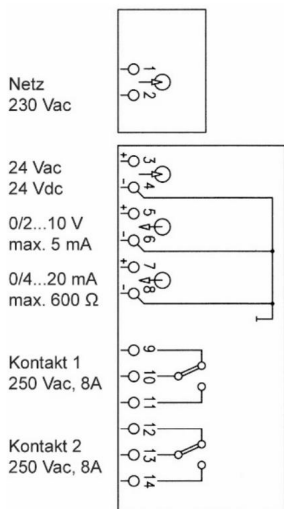 Netz
230 Vac
1
2
24 Vac
24 Vdc
+ 3
- 4
0/2...10 V
max. 5 mA
+ 5
- 6
0/4...20 mA
max. 600 Ω
+ 7
- 8
Kontakt 1
250 Vac, 8A
9
10
11
Kontakt 2
250 Vac, 8A
12
13
14